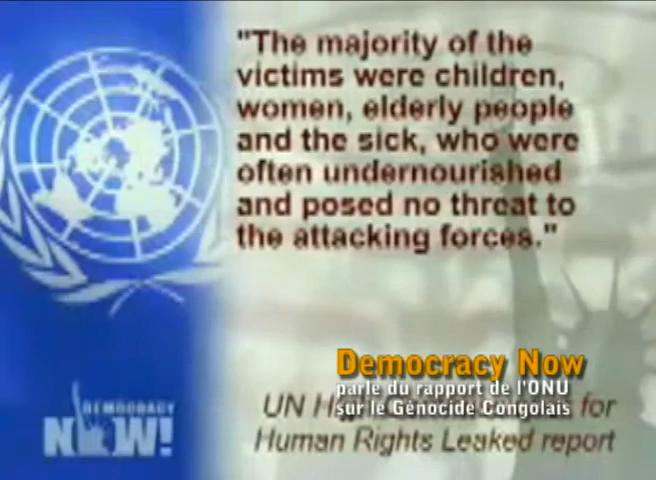 "The majority of the
victims were children,
women, elderly people
and the sick, who were
often undernourished
and posed no threat to
the attacking forces."
Democracy Now
parle du rapport de l'ONU
sur le Génocide Congolais
UN for
Human Rights Leaked report
DEMOCRACY
NOW!